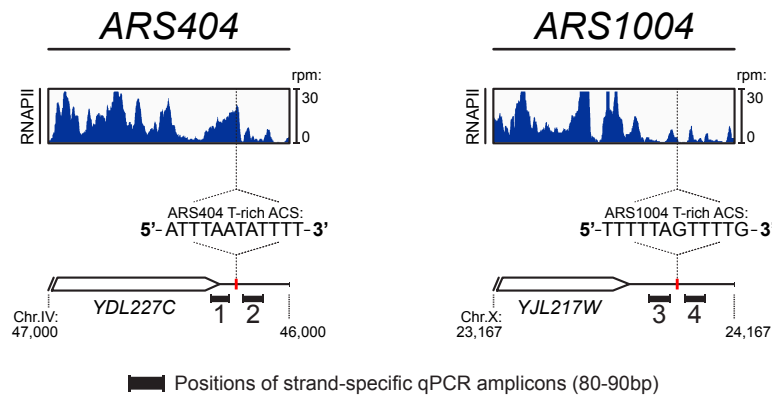 ARS404
ARS1004
RNAPII
rpm:
30
0
RNAPII
rpm:
30
0
ARS404 T-rich ACS:
5'-ATTTAATATTTT-3'
ARS1004 T-rich ACS:
5'-TTTTTAGTTTTG-3'
YDL227C
1
2
Chr.IV:
47,000
46,000
YJL217W
3
4
Chr.X:
23,167
24,167
Positions of strand-specific qPCR amplicons (80-90bp)